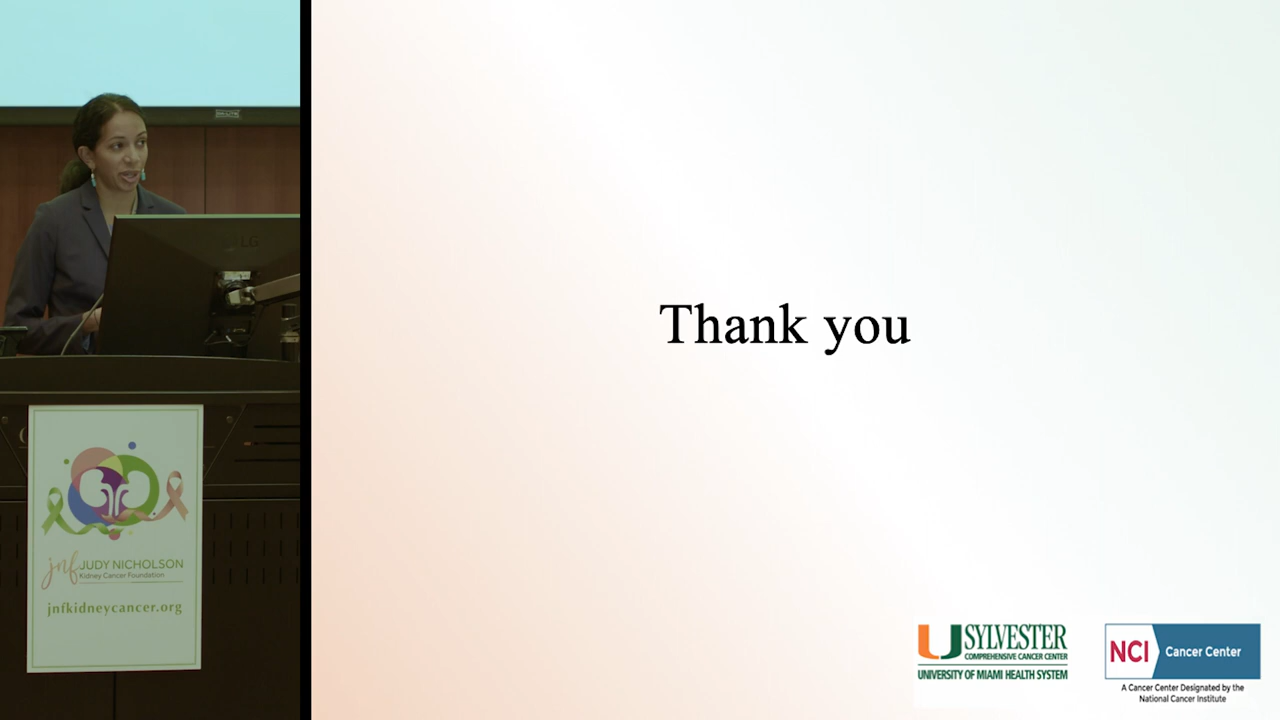 LG
jnf JUDY NICHOLSON
Kidney Cancer Foundation
jnfkidneycancer.org
Thank you
U SYLVESTER
COMPREHENSIVE CANCER CENTER
UNIVERSITY OF MIAMI HEALTH SYSTEM
NCI Cancer Center
A Cancer Center Designated by the
National Cancer Institute